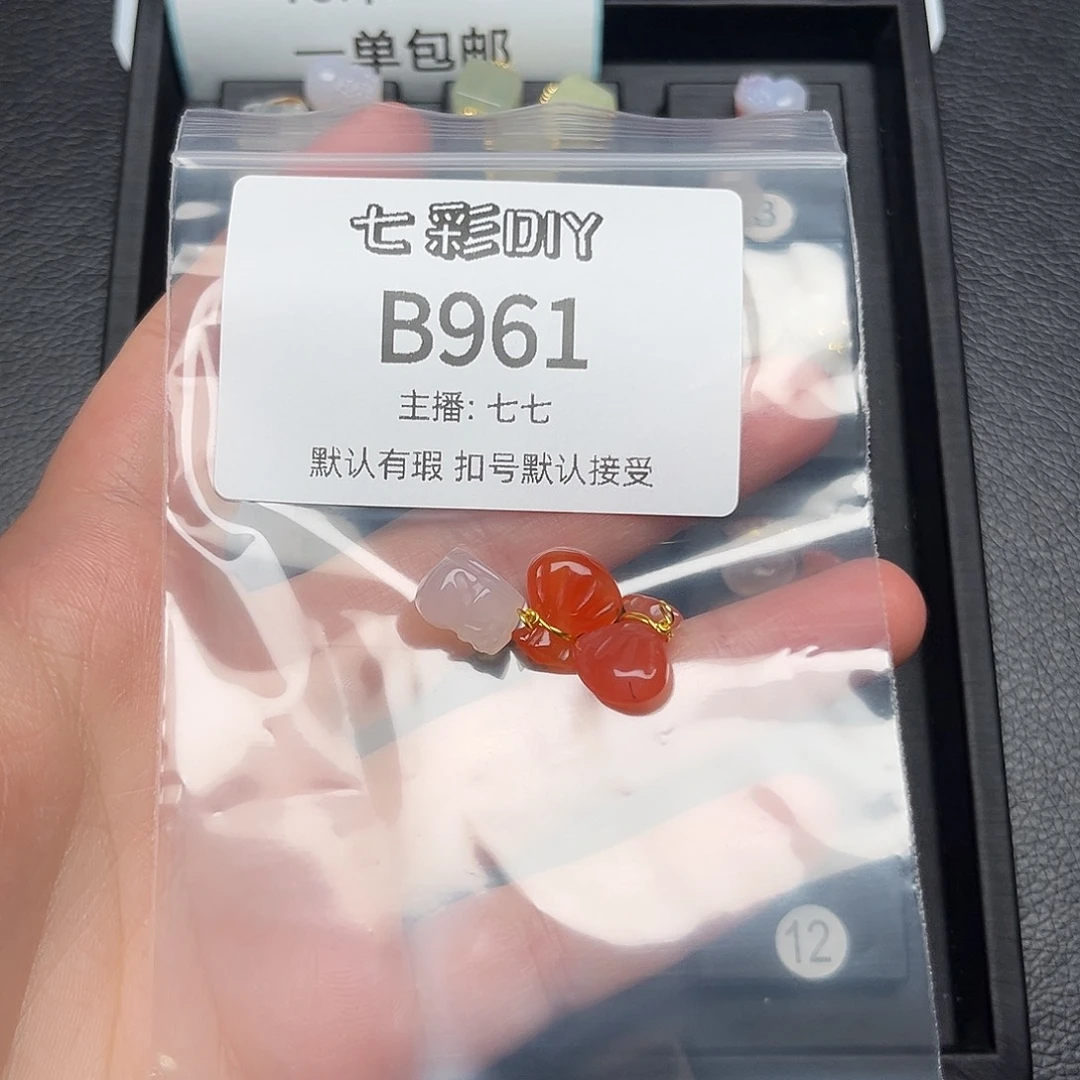 一单包邮
七彩DIY
B961
主播: 七七
默认有瑕 扣号默认接受
12